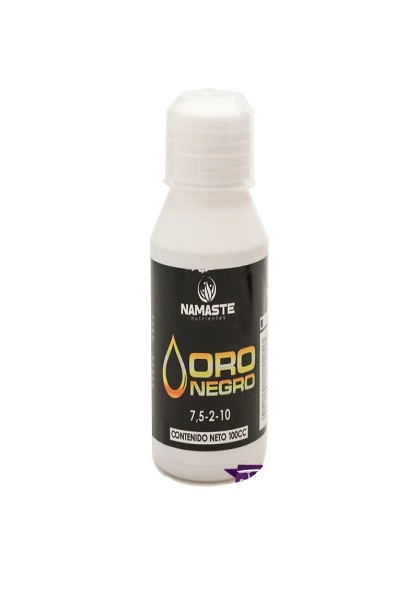 NAMASTE
nutrientes
ORO
NEGRO
7,5-2-10
CONTENIDO NETO 100CC